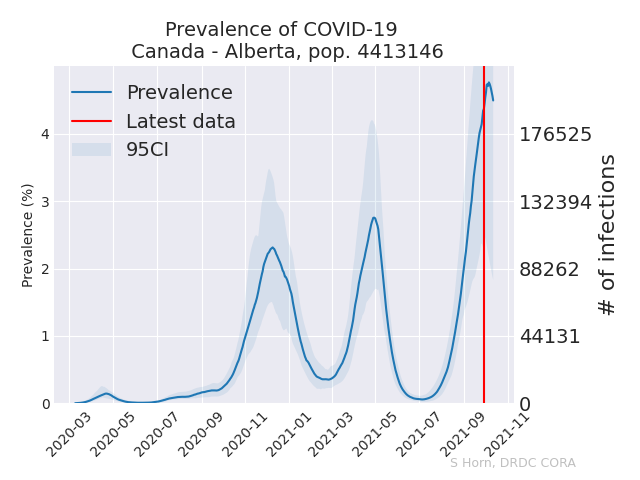 Prevalence of COVID-19
Canada - Alberta, pop. 4413146
Prevalence
Latest data
95CI
Prevalence (%)
4
3
2
1
0
176525
132394
88262
44131
0
# of infections
2020-03
2020-05
2020-07
2020-09
2020-11
2021-01
2021-03
2021-05
2021-07
2021-09
2021-11
S Horn, DRDC CORA